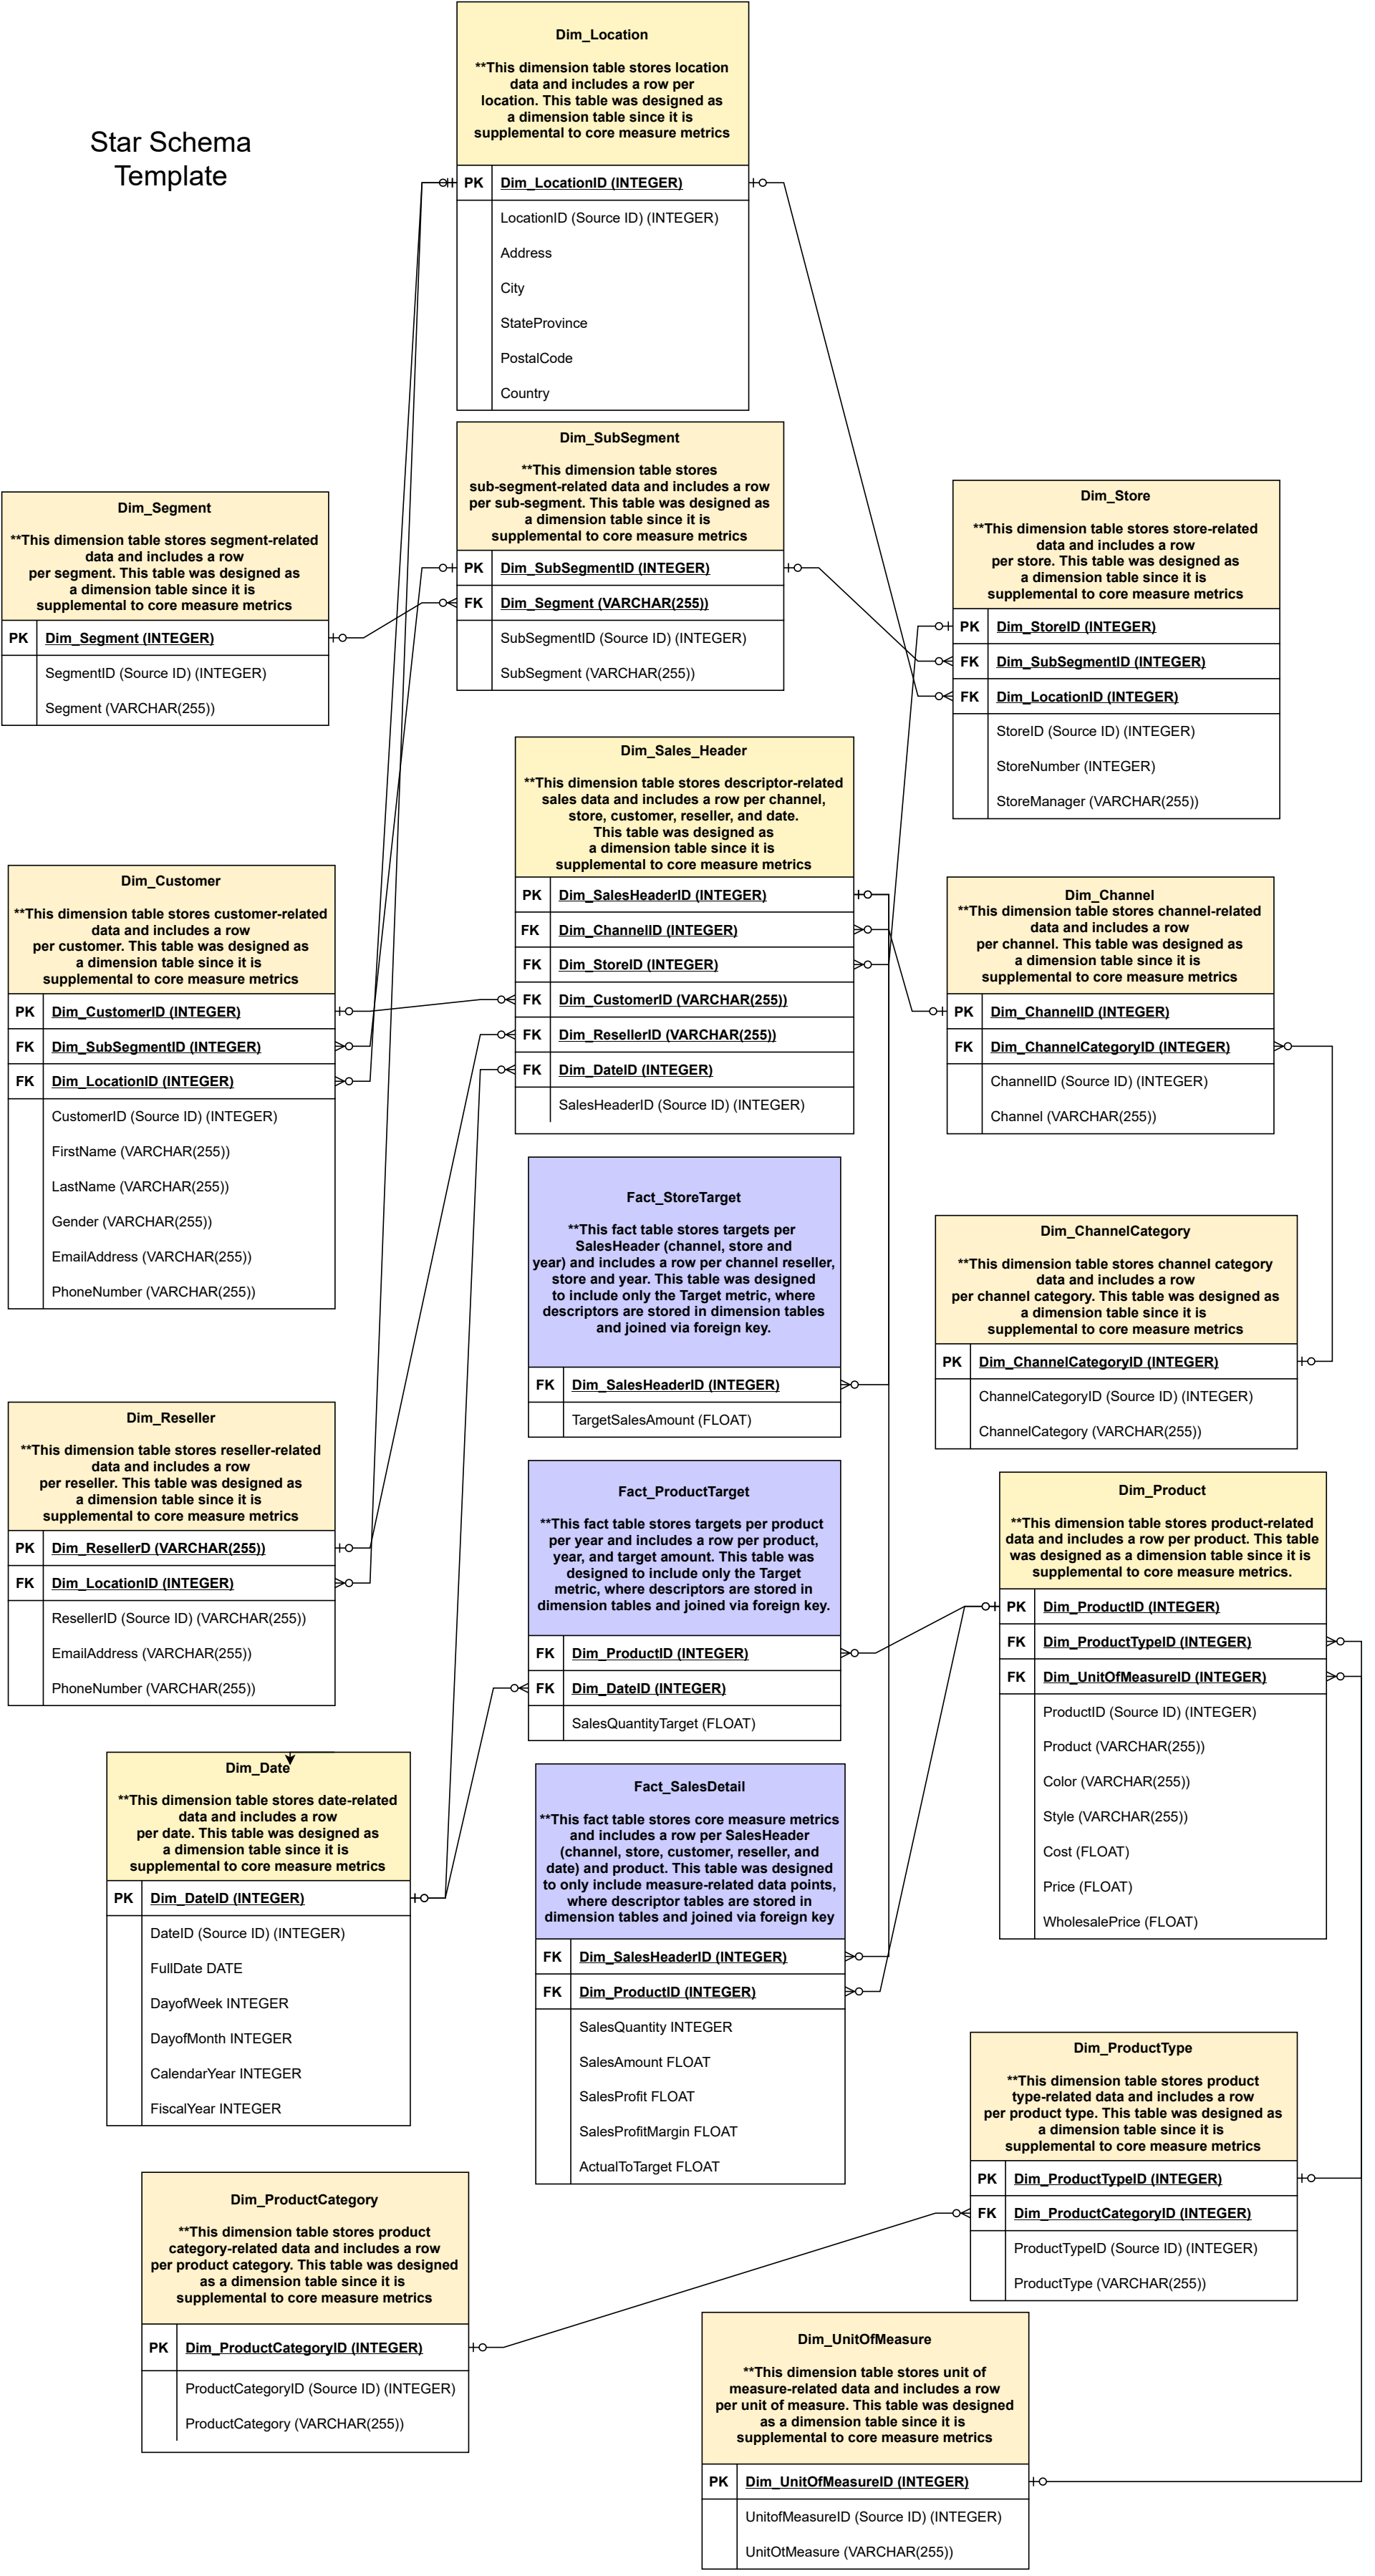 Star Schema
Template
Dim_Location
**This dimension table stores location
data and includes a row per
location. This table was designed as
a dimension table since it is
supplemental to core measure metrics
PK Dim_LocationID (INTEGER)
LocationID (Source ID) (INTEGER)
Address
City
StateProvince
PostalCode
Country
Dim_SubSegment
**This dimension table stores
sub-segment-related data and includes a row
per sub-segment. This table was designed as
a dimension table since it is
supplemental to core measure metrics
PK Dim_SubSegmentID (INTEGER)
FK Dim_Segment (VARCHAR(255))
SubSegmentID (Source ID) (INTEGER)
SubSegment (VARCHAR(255))
Dim_Segment
**This dimension table stores segment-related
data and includes a row
per segment. This table was designed as
a dimension table since it is
supplemental to core measure metrics
PK Dim_Segment (INTEGER)
SegmentID (Source ID) (INTEGER)
Segment (VARCHAR(255))
Dim_Store
**This dimension table stores store-related
data and includes a row
per store. This table was designed as
a dimension table since it is
supplemental to core measure metrics
PK Dim_StoreID (INTEGER)
FK Dim_SubSegmentID (INTEGER)
FK Dim_LocationID (INTEGER)
StoreID (Source ID) (INTEGER)
StoreNumber (INTEGER)
StoreManager (VARCHAR(255))
Dim_Sales_Header
**This dimension table stores descriptor-related
sales data and includes a row per channel,
store, customer, reseller, and date.
This table was designed as
a dimension table since it is
supplemental to core measure metrics
PK Dim_SalesHeaderID (INTEGER)
FK Dim_ChannelID (INTEGER)
FK Dim_StoreID (INTEGER)
FK Dim_CustomerID (VARCHAR(255))
FK Dim_ResellerID (VARCHAR(255))
FK Dim_DateID (INTEGER)
SalesHeaderID (Source ID) (INTEGER)
Dim_Customer
**This dimension table stores customer-related
data and includes a row
per customer. This table was designed as
a dimension table since it is
supplemental to core measure metrics
PK Dim_CustomerID (INTEGER)
FK Dim_SubSegmentID (INTEGER)
FK Dim_LocationID (INTEGER)
CustomerID (Source ID) (INTEGER)
FirstName (VARCHAR(255))
LastName (VARCHAR(255))
Gender (VARCHAR(255))
EmailAddress (VARCHAR(255))
PhoneNumber (VARCHAR(255))
Dim_Channel
**This dimension table stores channel-related
data and includes a row
per channel. This table was designed as
a dimension table since it is
supplemental to core measure metrics
PK Dim_ChannelID (INTEGER)
FK Dim_ChannelCategoryID (INTEGER)
ChannelID (Source ID) (INTEGER)
Channel (VARCHAR(255))
Fact_StoreTarget
**This fact table stores targets per
SalesHeader (channel, store and
year) and includes a row per channel reseller,
store and year. This table was designed
to include only the Target metric, where
descriptors are stored in dimension tables
and joined via foreign key.
FK Dim_SalesHeaderID (INTEGER)
TargetSalesAmount (FLOAT)
Dim_ChannelCategory
**This dimension table stores channel category
data and includes a row
per channel category. This table was designed as
a dimension table since it is
supplemental to core measure metrics
PK Dim_ChannelCategoryID (INTEGER)
ChannelCategoryID (Source ID) (INTEGER)
ChannelCategory (VARCHAR(255))
Dim_Reseller
**This dimension table stores reseller-related
data and includes a row
per reseller. This table was designed as
a dimension table since it is
supplemental to core measure metrics
PK Dim_ResellerD (VARCHAR(255))
FK Dim_LocationID (INTEGER)
ResellerID (Source ID) (VARCHAR(255))
EmailAddress (VARCHAR(255))
PhoneNumber (VARCHAR(255))
Fact_ProductTarget
**This fact table stores targets per product
per year and includes a row per product,
year, and target amount. This table was
designed to include only the Target
metric, where descriptors are stored in
dimension tables and joined via foreign key.
FK Dim_ProductID (INTEGER)
FK Dim_DateID (INTEGER)
SalesQuantityTarget (FLOAT)
Dim_Product
**This dimension table stores product-related
data and includes a row per product. This table
was designed as a dimension table since it is
supplemental to core measure metrics.
PK Dim_ProductID (INTEGER)
FK Dim_ProductTypeID (INTEGER)
FK Dim_UnitOfMeasureID (INTEGER)
ProductID (Source ID) (INTEGER)
Product (VARCHAR(255))
Color (VARCHAR(255))
Style (VARCHAR(255))
Cost (FLOAT)
Price (FLOAT)
WholesalePrice (FLOAT)
Dim_Date
**This dimension table stores date-related
data and includes a row
per date. This table was designed as
a dimension table since it is
supplemental to core measure metrics
PK Dim_DateID (INTEGER)
DateID (Source ID) (INTEGER)
FullDate DATE
DayofWeek INTEGER
DayofMonth INTEGER
CalendarYear INTEGER
FiscalYear INTEGER
Fact_SalesDetail
**This fact table stores core measure metrics
and includes a row per SalesHeader
(channel, store, customer, reseller, and
date) and product. This table was designed
to only include measure-related data points,
where descriptor tables are stored in
dimension tables and joined via foreign key
FK Dim_SalesHeaderID (INTEGER)
FK Dim_ProductID (INTEGER)
SalesQuantity INTEGER
SalesAmount FLOAT
SalesProfit FLOAT
SalesProfitMargin FLOAT
ActualToTarget FLOAT
Dim_ProductType
**This dimension table stores product
type-related data and includes a row
per product type. This table was designed as
a dimension table since it is
supplemental to core measure metrics
PK Dim_ProductTypeID (INTEGER)
FK Dim_ProductCategoryID (INTEGER)
ProductTypeID (Source ID) (INTEGER)
ProductType (VARCHAR(255))
Dim_ProductCategory
**This dimension table stores product
category-related data and includes a row
per product category. This table was designed
as a dimension table since it is
supplemental to core measure metrics
PK Dim_ProductCategoryID (INTEGER)
ProductCategoryID (Source ID) (INTEGER)
ProductCategory (VARCHAR(255))
Dim_UnitOfMeasure
**This dimension table stores unit of
measure-related data and includes a row
per unit of measure. This table was designed
as a dimension table since it is
supplemental to core measure metrics
PK Dim_UnitOfMeasureID (INTEGER)
UnitofMeasureID (Source ID) (INTEGER)
UnitOtMeasure (VARCHAR(255))